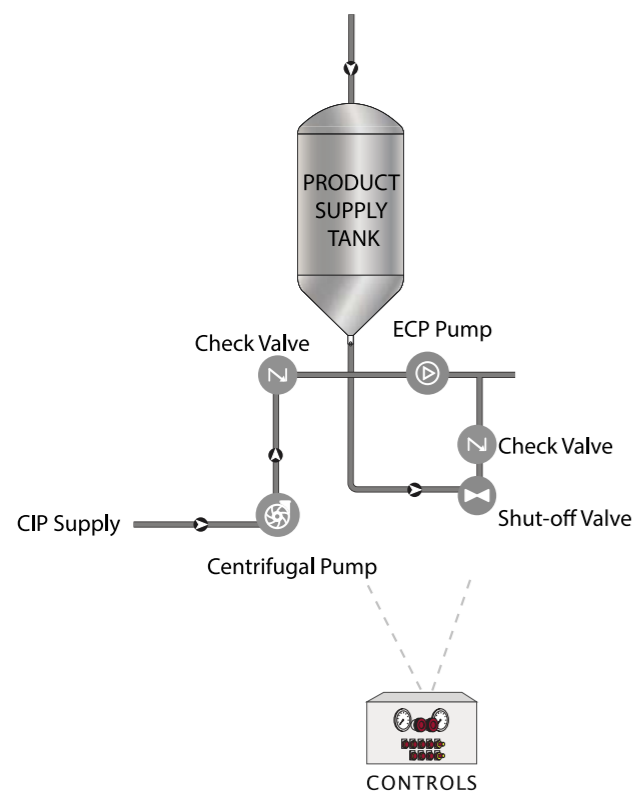 PRODUCT
SUPPLY
TANK
ECP Pump
Check Valve
Check Valve
CIP Supply
Shut-off Valve
Centrifugal Pump
CONTROLS